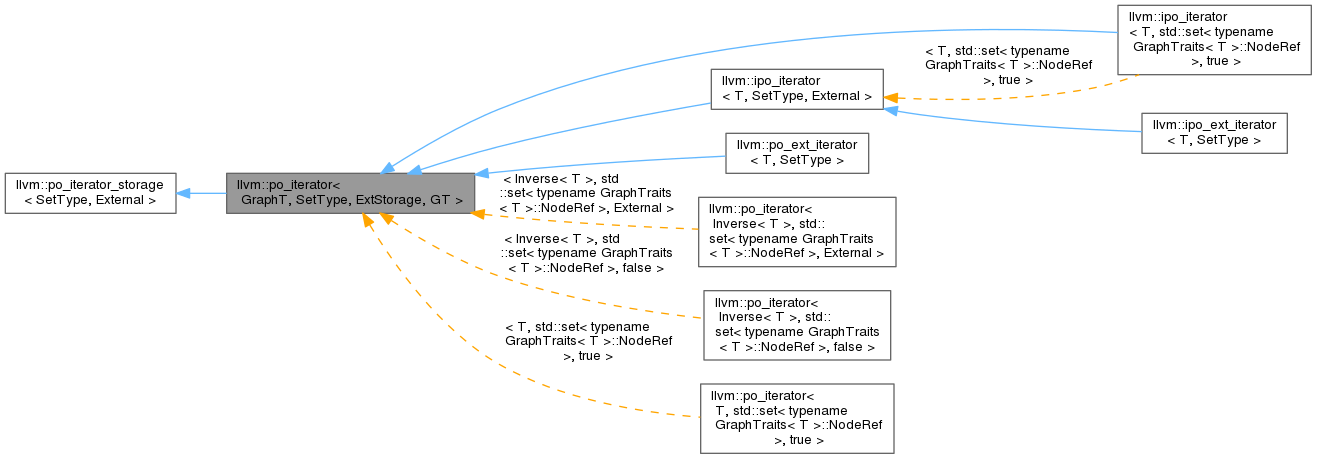 llvm::po_iterator_storage
< SetType, External >
llvm::po_iterator<
GraphT, SetType, ExtStorage, GT >
llvm::ipo_iterator
< T, SetType, External >
< T, std::set< typename
GraphTraits< T >::NodeRef
>, true >
llvm::ipo_iterator
< T, std::set< typename
GraphTraits< T >::NodeRef
>, true >
llvm::ipo_ext_iterator
< T, SetType >
llvm::po_ext_iterator
< T, SetType >
< Inverse< T >, std
::set< typename GraphTraits
< T >::NodeRef >, External >
llvm::po_iterator<
Inverse< T >, std::
set< typename GraphTraits
< T >::NodeRef >, External >
< Inverse< T >, std
::set< typename GraphTraits
< T >::NodeRef >, false >
llvm::po_iterator<
Inverse< T >, std::
set< typename GraphTraits
< T >::NodeRef >, false >
< T, std::set< typename
GraphTraits< T >::NodeRef
>, true >
llvm::po_iterator<
T, std::set< typename
GraphTraits< T >::NodeRef
>, true >